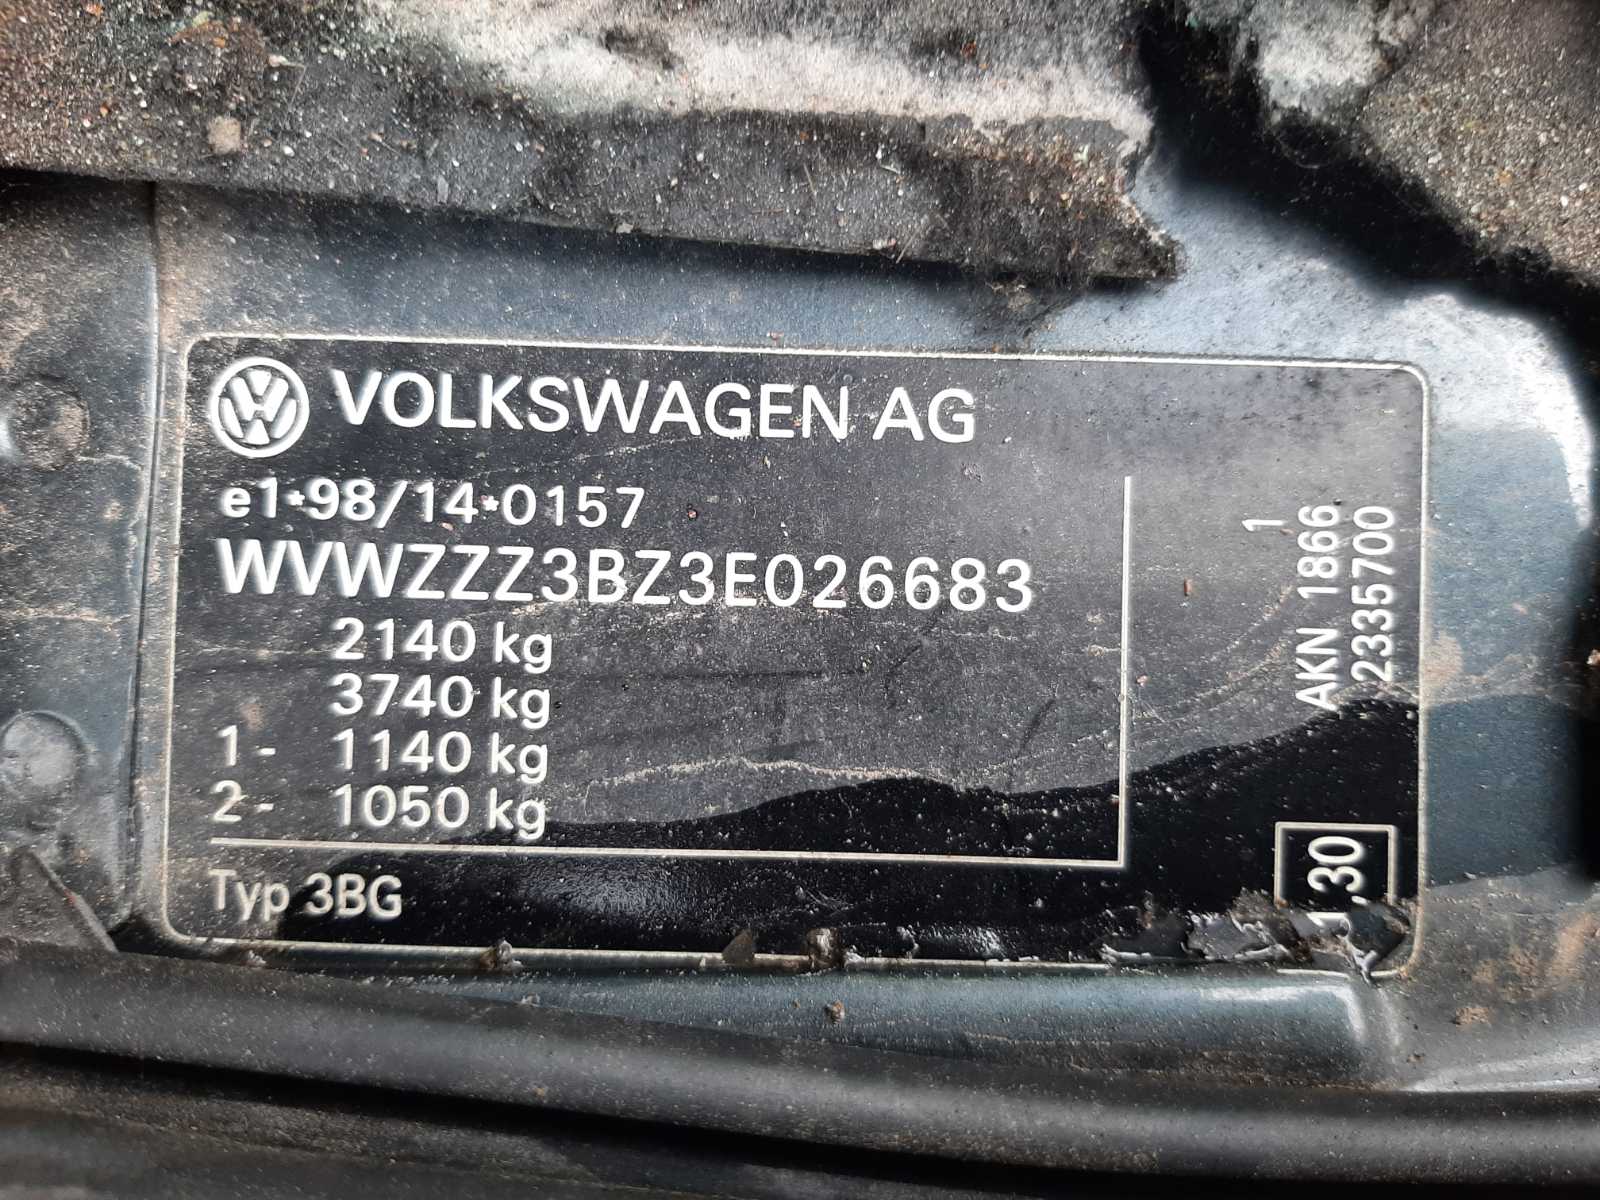 VOLKSWAGEN AG
e1*98/14*0157
WVWZZZ3BZ3E026683
2140 kg
3740 kg
1- 1140 kg
2- 1050 kg
Typ 3BG
1
AKN 1866
2335700
1,30